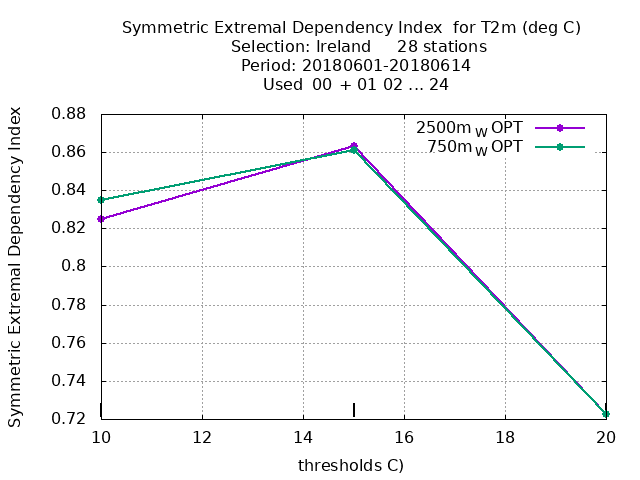 Symmetric Extremal Dependency Index for T2m (deg C)
Selection: Ireland 28 stations
Period: 20180601-20180614
Used 00 + 01 02 ... 24
Symmetric Extremal Dependency Index
0.88
0.86
0.84
0.82
0.8
0.78
0.76
0.74
0.72
2500m W OPT
750m W OPT
10 12 14 16 18 20
thresholds C)